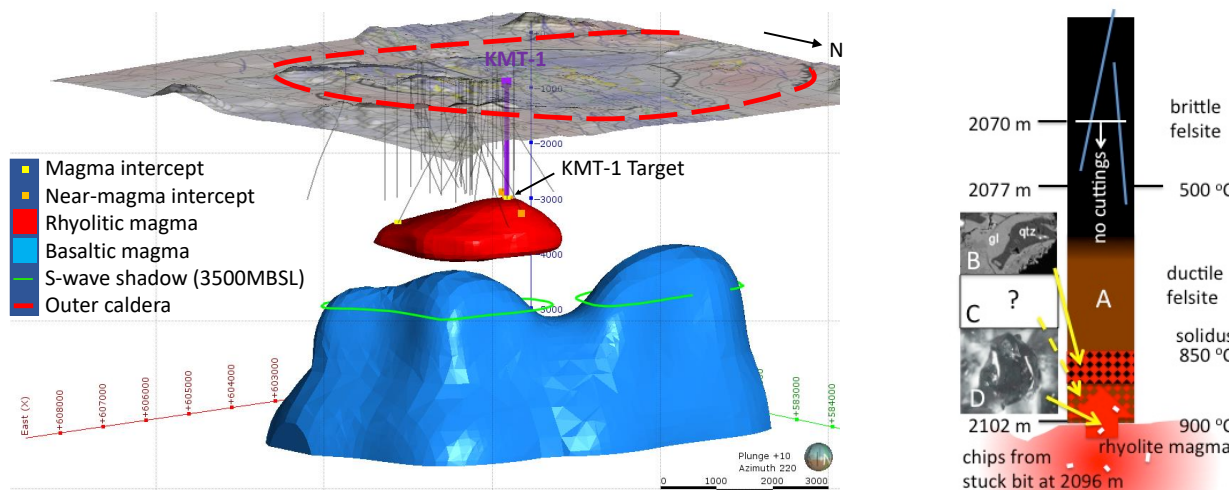 N
KMT-1
−1000
−2000
−3000
−4000
−5000
KMT-1 Target
Magma intercept
Near-magma intercept
Rhyolitic magma
Basaltic magma
S-wave shadow (3500MBSL)
Outer caldera
East (X)
+608000
+607000
+606000
+605000
+604000
+603000
+583000
+584000
Plunge +10
Azimuth 220
0 1000 2000 3000
2070 m
brittle
felsite
no cuttings
2077 m
500 °C
gl
qtz
B
ductile
felsite
A
?
C
solidus
850 °C
D
2102 m
900 °C
rhyolite magma
chips from
stuck bit at 2096 m